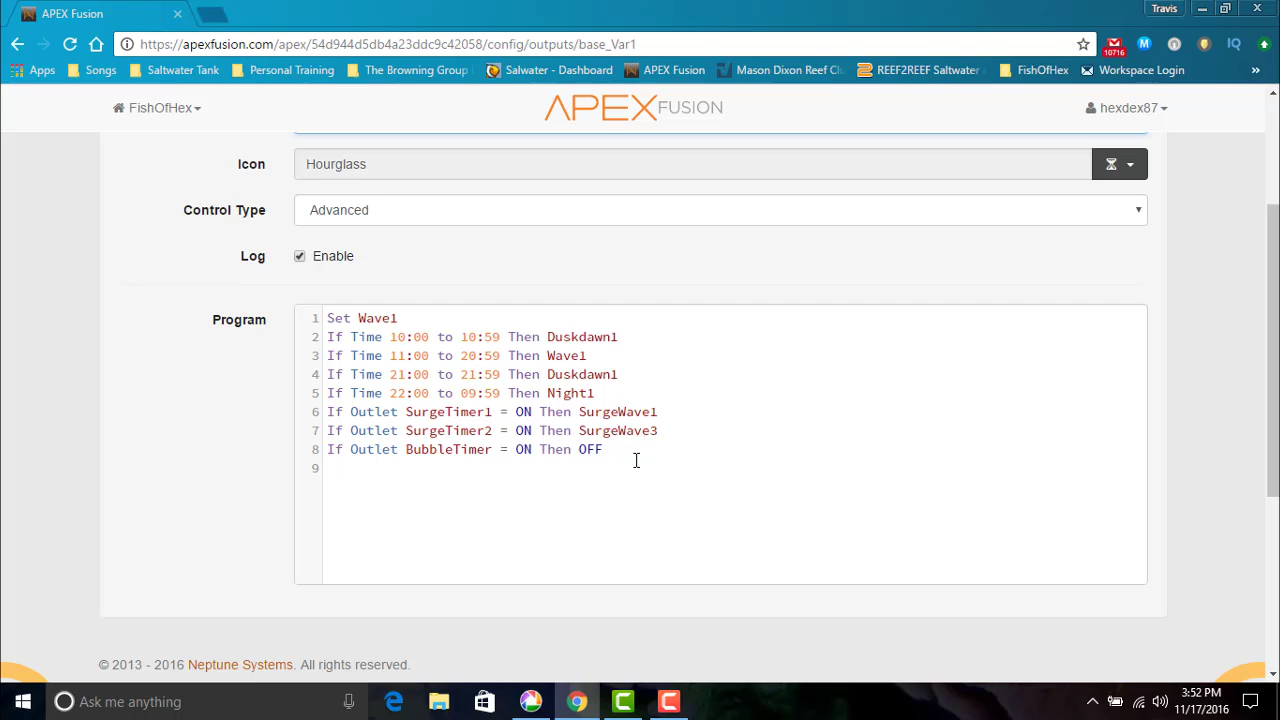 APEX Fusion
Travis
https://apexfusion.com/apex/54d944d5db4a23ddc9c42058/config/outputs/base_Var1
10716
M
IQ
Apps
Songs
Saltwater Tank
Personal Training
The Browning Group
Salwater - Dashboard
APEX Fusion
Mason Dixon Reef Clu
REEF2REEF Saltwater
FishOfHex
Workspace Login
»
FishOfHex
APEX FUSION
hexdex87
Icon
Hourglass
Control Type
Advanced
Log
Enable
Program
1 Set Wave1
2 If Time 10:00 to 10:59 Then Duskdawn1
3 If Time 11:00 to 20:59 Then Wave1
4 If Time 21:00 to 21:59 Then Duskdawn1
5 If Time 22:00 to 09:59 Then Night1
6 If Outlet SurgeTimer1 = ON Then SurgeWave1
7 If Outlet SurgeTimer2 = ON Then SurgeWave3
8 If Outlet BubbleTimer = ON Then OFF
9
© 2013 - 2016 Neptune Systems. All rights reserved.
Ask me anything
3:52 PM
11/17/2016